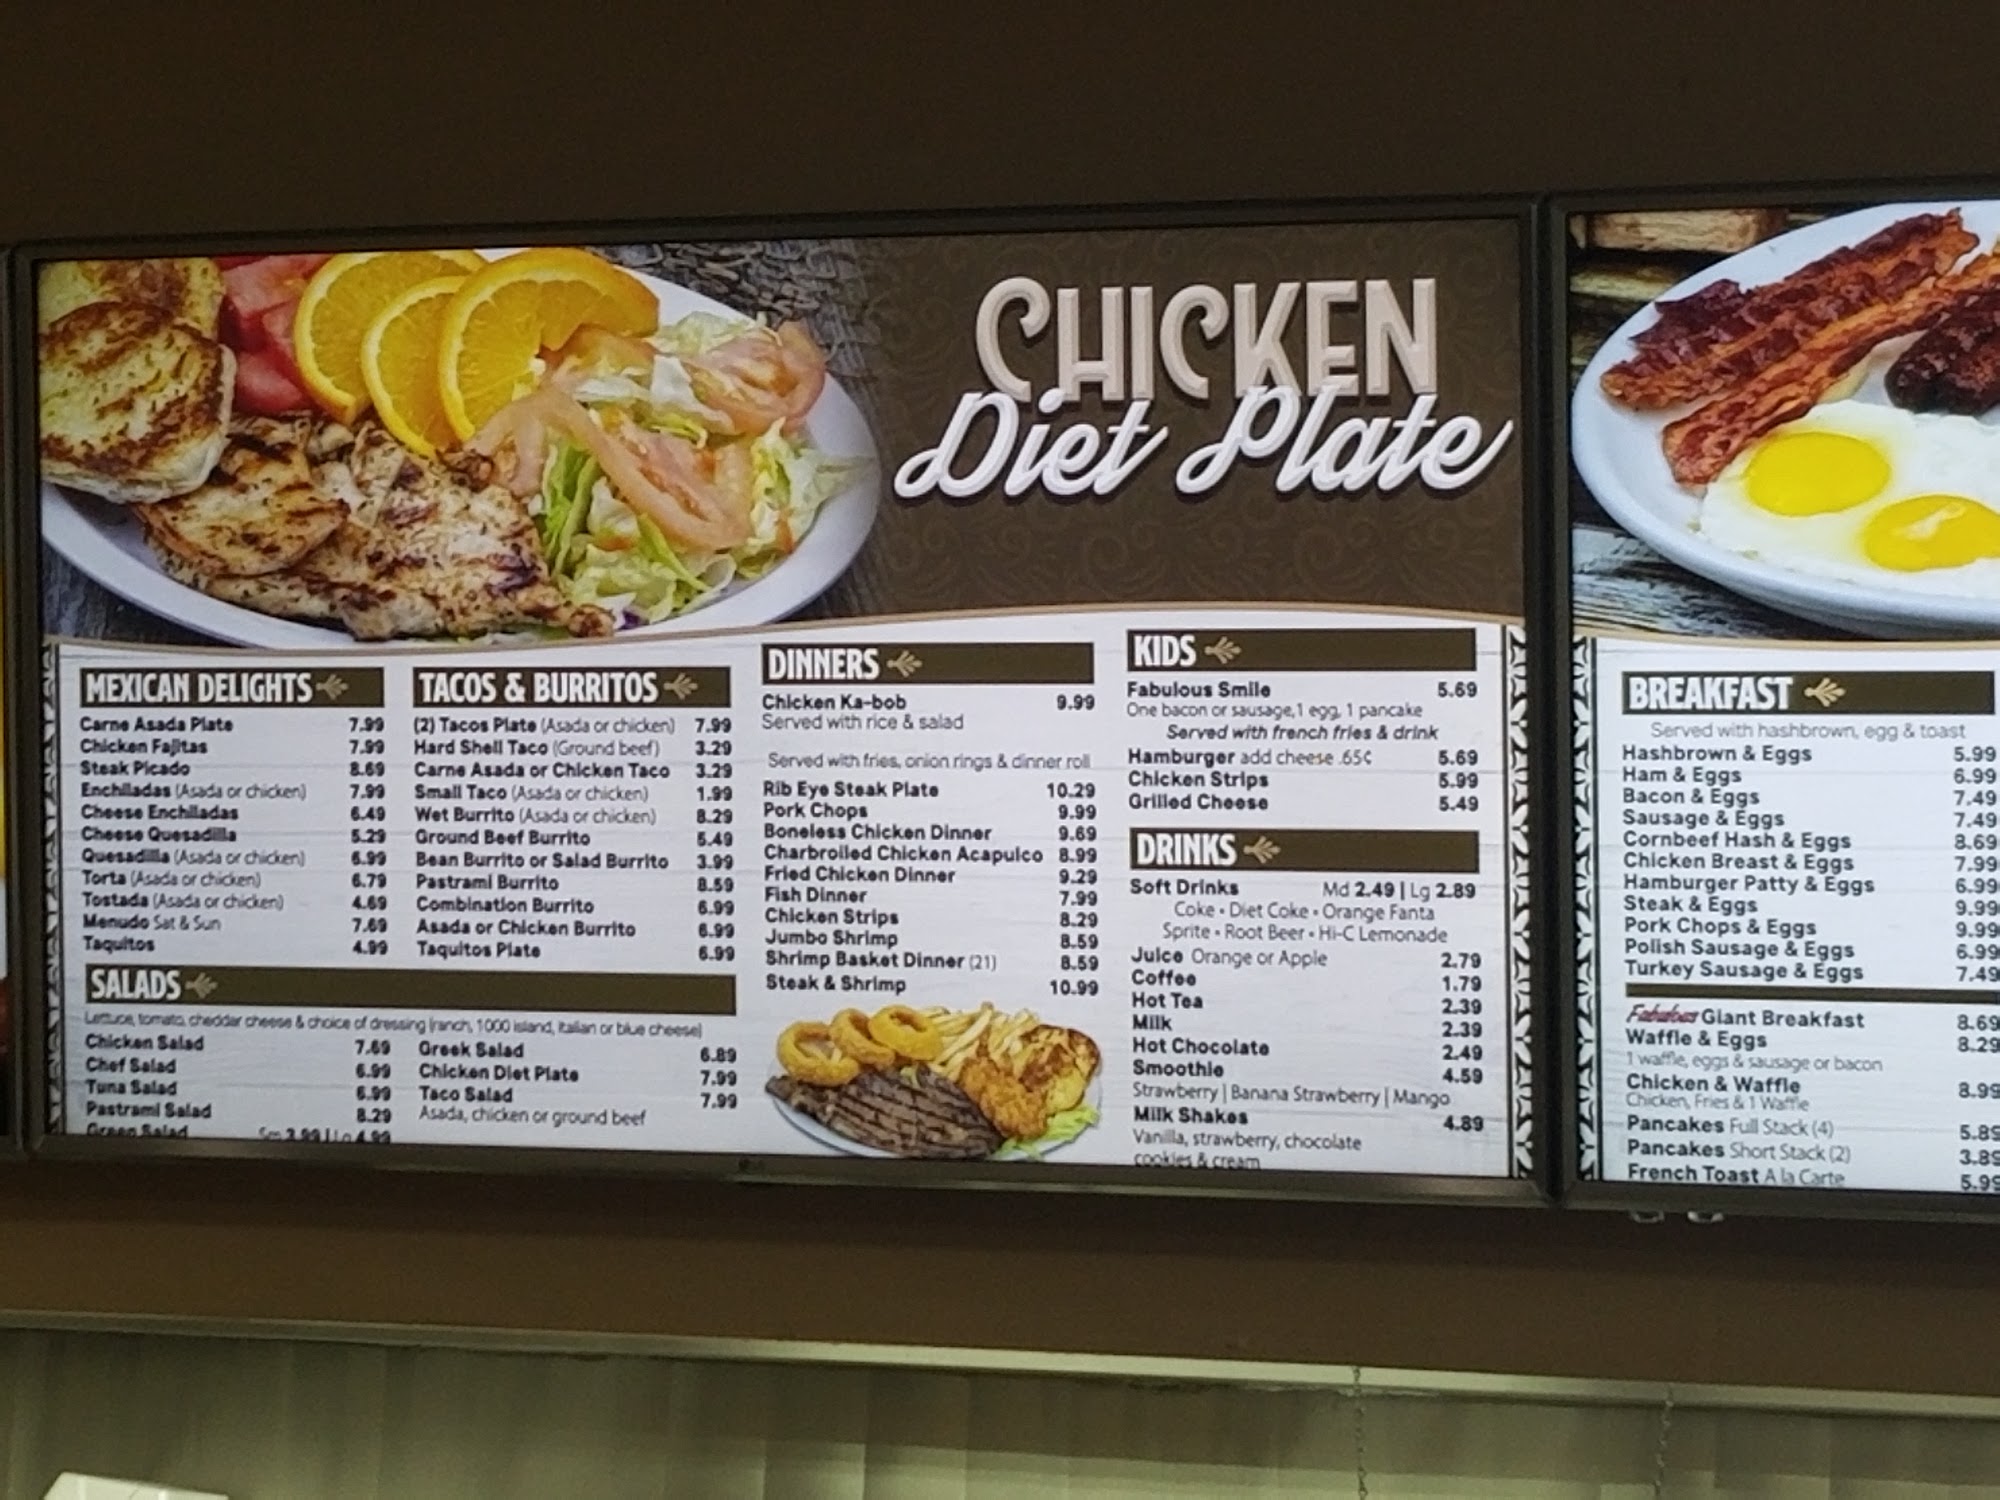 CHICKEN
Diet Plate
MEXICAN DELIGHTS
Carne Asada Plate 7.99
Chicken Fajitas 7.99
Steak Picado 8.69
Enchiladas (Asada or chicken) 7.99
Cheese Enchiladas 6.49
Cheese Quesadilla 5.29
Quesadilla (Asada or chicken) 6.99
Torta (Asada or chicken) 6.79
Tostada (Asada or chicken) 4.69
Menudo Sat & Sun 7.69
Taquitos 4.99
TACOS & BURRITOS
(2) Tacos Plate (Asada or chicken) 7.99
Hard Shell Taco (Ground beef) 3.29
Carne Asada or Chicken Taco 3.29
Small Taco (Asada or chicken) 1.99
Wet Burrito (Asada or chicken) 8.29
Ground Beef Burrito 5.49
Bean Burrito or Salad Burrito 3.99
Pastrami Burrito 8.59
Combination Burrito 6.99
Asada or Chicken Burrito 6.99
Taquitos Plate 6.99
SALADS
Lettuce, tomato, cheddar cheese & choice of dressing (ranch, 1000 island, italian or blue cheese)
Chicken Salad 7.69
Chef Salad 6.99
Tuna Salad 6.99
Pastrami Salad 8.29
Green Salad Sm 3.99 | Lg 4.99
Greek Salad 6.89
Chicken Diet Plate 7.99
Taco Salad 7.99
Asada, chicken or ground beef
DINNERS
Chicken Ka-bob 9.99
Served with rice & salad
Served with fries, onion rings & dinner roll
Rib Eye Steak Plate 10.29
Pork Chops 9.99
Boneless Chicken Dinner 9.69
Charbroiled Chicken Acapulco 8.99
Fried Chicken Dinner 9.29
Fish Dinner 7.99
Chicken Strips 8.29
Jumbo Shrimp 8.59
Shrimp Basket Dinner (21) 8.59
Steak & Shrimp 10.99
KIDS
Fabulous Smile 5.69
One bacon or sausage, 1 egg, 1 pancake
Served with french fries & drink
Hamburger add cheese .65¢ 5.69
Chicken Strips 5.99
Grilled Cheese 5.49
DRINKS
Soft Drinks Md 2.49 | Lg 2.89
Coke • Diet Coke • Orange Fanta
Sprite • Root Beer • Hi-C Lemonade
Juice Orange or Apple 2.79
Coffee 1.79
Hot Tea 2.39
Milk 2.39
Hot Chocolate 2.49
Smoothie 4.59
Strawberry | Banana Strawberry | Mango
Milk Shakes 4.89
Vanilla, strawberry, chocolate
cookies & cream
BREAKFAST
Served with hashbrown, egg & toast
Hashbrown & Eggs 5.99
Ham & Eggs 6.99
Bacon & Eggs 7.49
Sausage & Eggs 7.49
Cornbeef Hash & Eggs 8.69
Chicken Breast & Eggs 7.99
Hamburger Patty & Eggs 6.99
Steak & Eggs 9.99
Pork Chops & Eggs 9.99
Polish Sausage & Eggs 6.99
Turkey Sausage & Eggs 7.49
Fabulous Giant Breakfast 8.69
Waffle & Eggs 8.29
1 waffle, eggs & sausage or bacon
Chicken & Waffle 8.99
Chicken, Fries & 1 Waffle
Pancakes Full Stack (4) 5.89
Pancakes Short Stack (2) 3.89
French Toast A la Carte 5.99